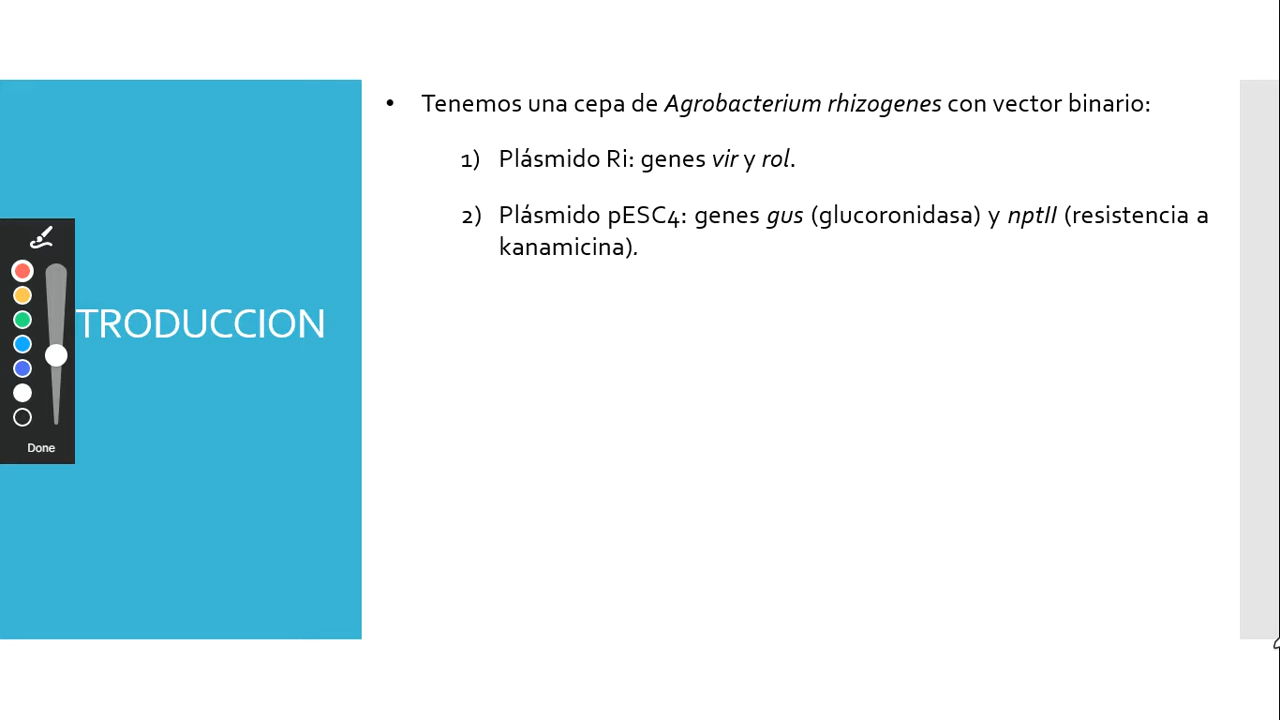 • Tenemos una cepa de Agrobacterium rhizogenes con vector binario:
1) Plásmido Ri: genes vir y rol.
2) Plásmido pESC4: genes gus (glucoronidasa) y nptII (resistencia a
kanamicina).
TRODUCCION
Done